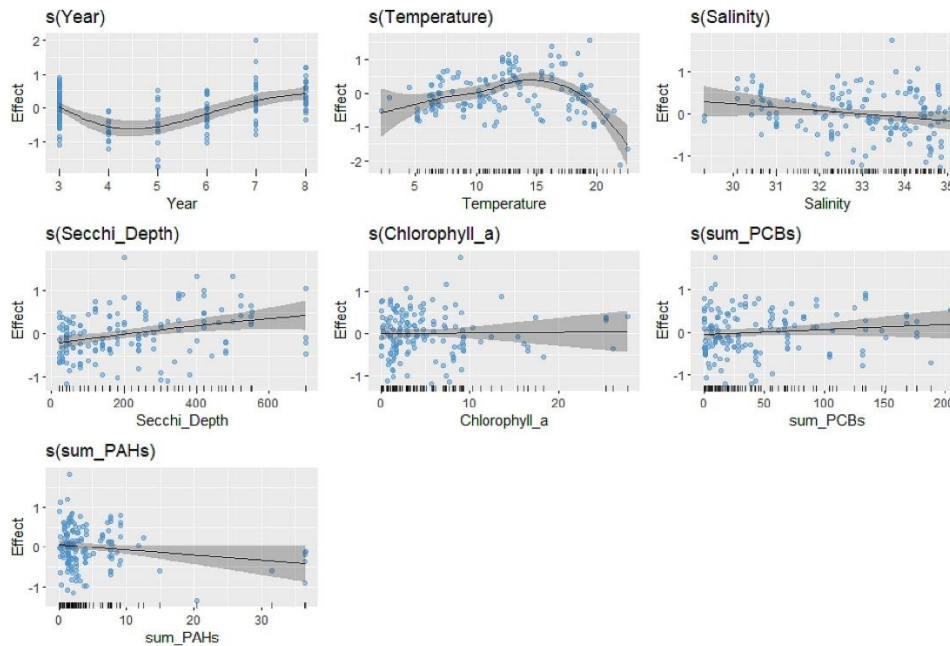 s(Year)
Effect
2
1
0
-1
3
4
5
6
7
8
Year
s(Temperature)
Effect
1
0
-1
-2
5
10
15
20
Temperature
s(Salinity)
Effect
1
0
-1
30
31
32
33
34
35
Salinity
s(Secchi_Depth)
Effect
1
0
-1
0
200
400
600
Secchi_Depth
s(Chlorophyll_a)
Effect
1
0
-1
0
10
20
Chlorophyll_a
s(sum_PCBs)
Effect
1
0
-1
0
50
100
150
200
sum_PCBs
s(sum_PAHs)
Effect
1
0
-1
0
10
20
30
sum_PAHs